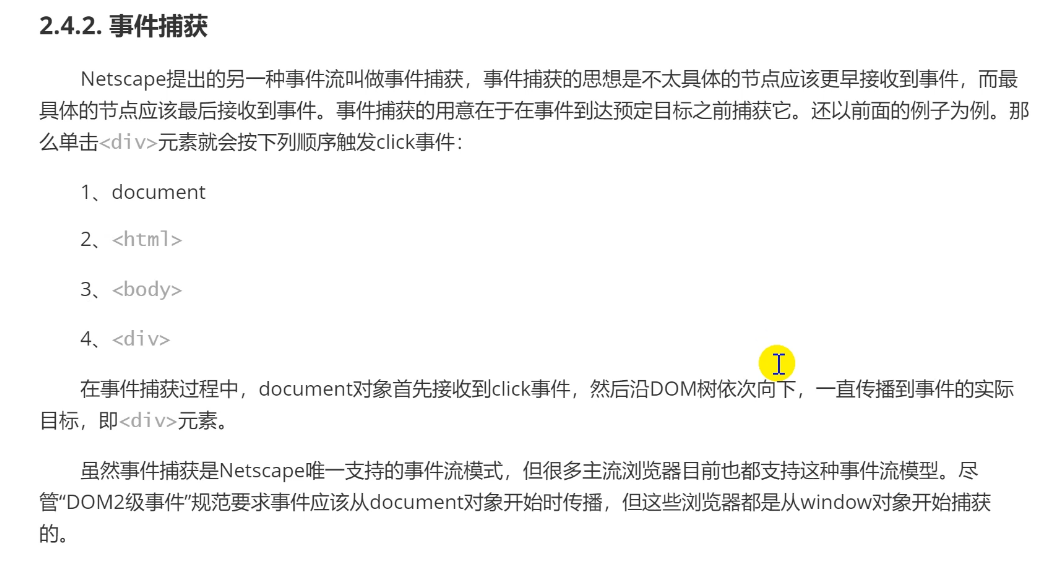 2.4.2. 事件捕获
Netscape提出的另一种事件流叫做事件捕获，事件捕获的思想是不太具体的节点应该更早接收到事件，而最
具体的节点应该最后接收到事件。事件捕获的用意在于在事件到达预定目标之前捕获它。还以前面的例子为例。那
么单击<div>元素就会按下列顺序触发click事件：
1、document
2、<html>
3、<body>
4、<div>
在事件捕获过程中，document对象首先接收到click事件，然后沿DOM树依次向下，一直传播到事件的实际
目标，即<div>元素。
虽然事件捕获是Netscape唯一支持的事件流模式，但很多主流浏览器目前也都支持这种事件流模型。尽
管“DOM2级事件”规范要求事件应该从document对象开始时传播，但这些浏览器都是从window对象开始捕获
的。